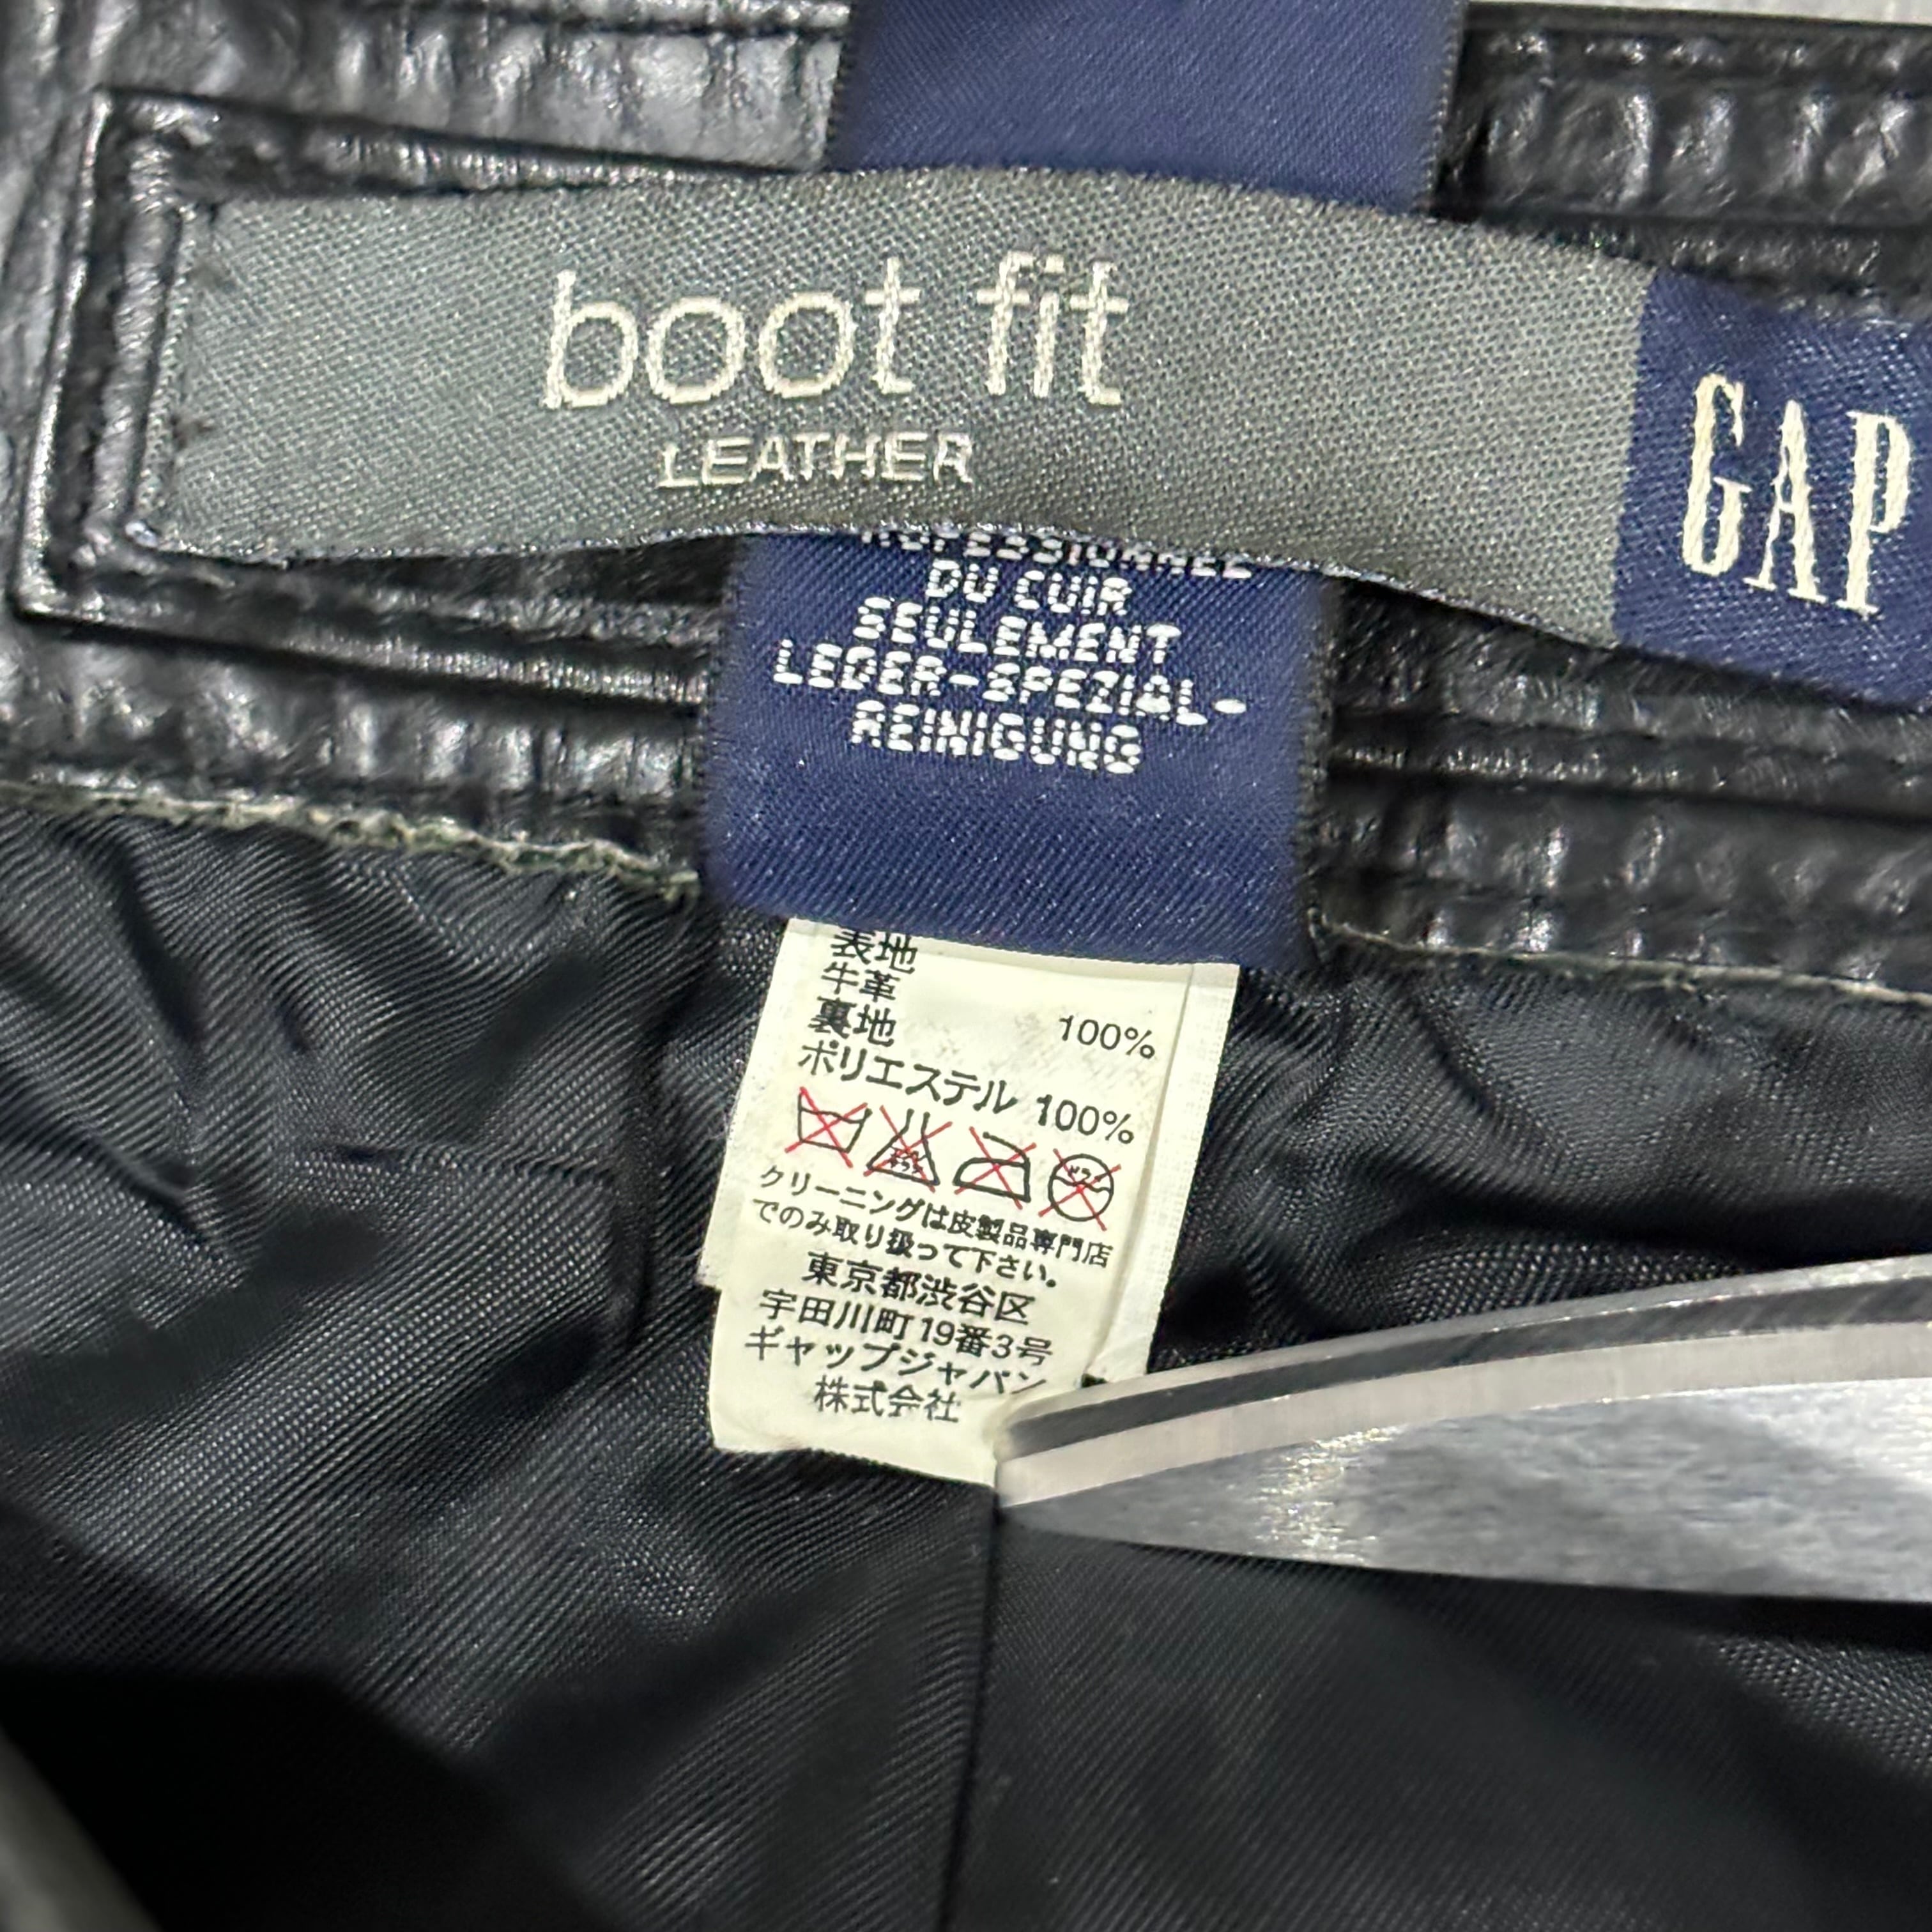 boot fit
LEATHER
GAP
DU CUIR
SEULEMENT
LEDER-SPEZIAL-
REINIGUNG
表地
牛革 100%
裏地
ポリエステル 100%
クリーニングは皮製品専門店
でのみ取り扱って下さい。
東京都渋谷区
宇田川町19番3号
ギャップジャパン
株式会社